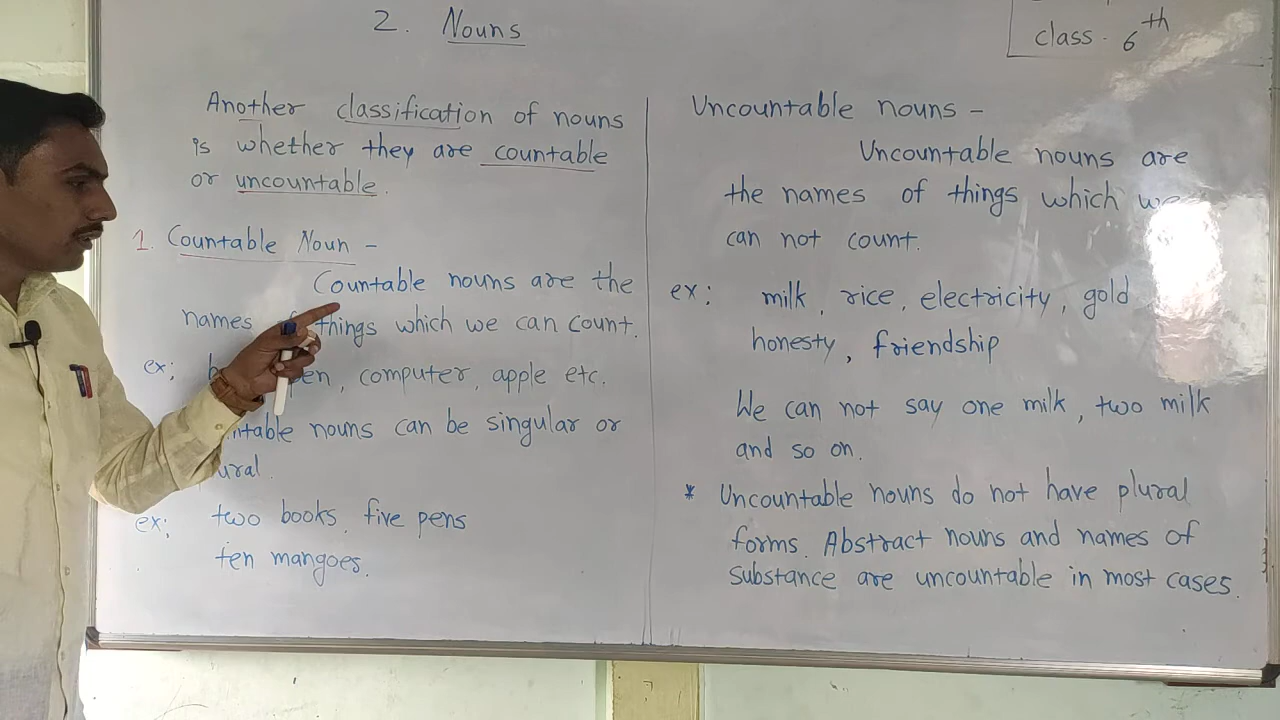 2. Nouns
class. 6th
Another classification of nouns
is whether they are countable
or uncountable.
1. Countable Noun -
Countable nouns are the
names things which we can count.
ex; pen, computer, apple etc.
nouns can be singular or
ex; two books, five pens
ten mangoes.
Uncountable nouns -
Uncountable nouns are
the names of things which we
can not count.
ex; milk, rice, electricity, gold
honesty, friendship
We can not say one milk, two milk
and so on.
* Uncountable nouns do not have plural
forms. Abstract nouns and names of
substance are uncountable in most cases.